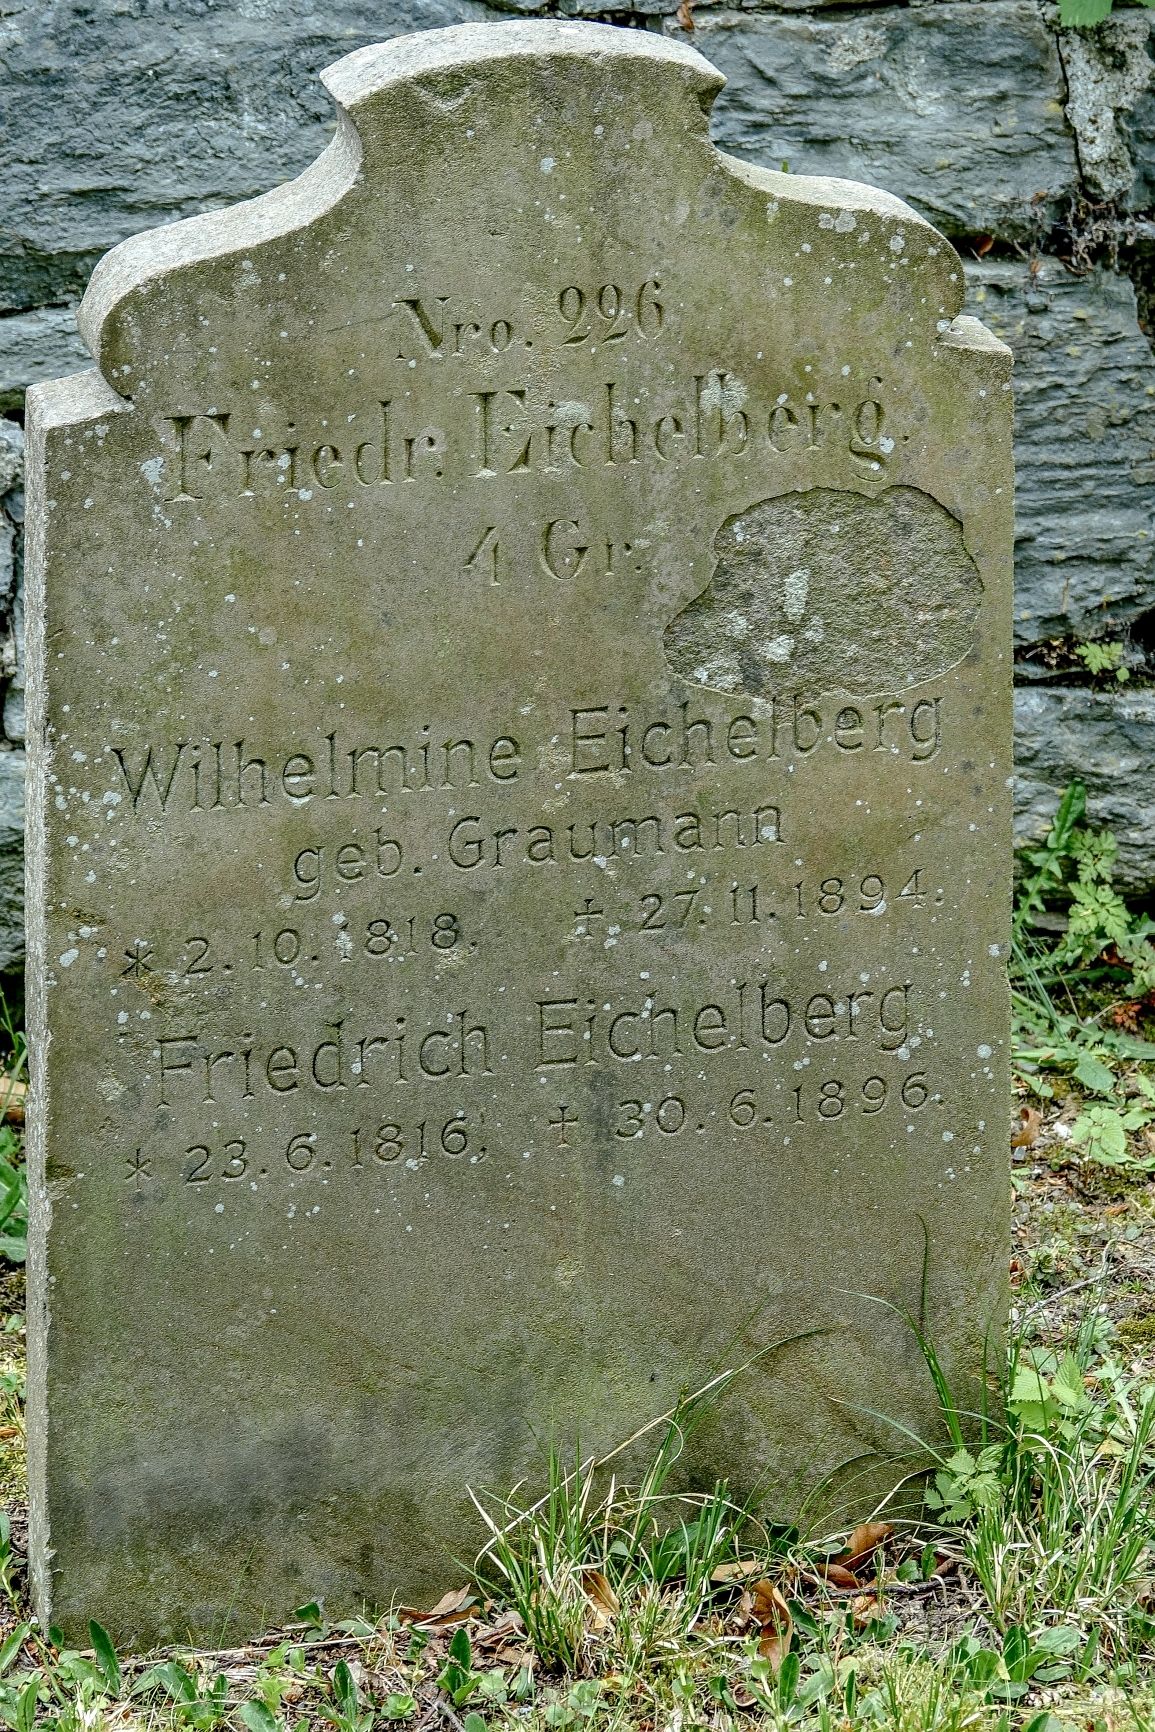 Nro. 226
Friedr. Eichelberg.
4 Gr.
Wilhelmine Eichelberg
geb. Graumann
* 2. 10. 1818. + 27. 11. 1894.
Friedrich Eichelberg
* 23. 6. 1816. + 30. 6. 1896.